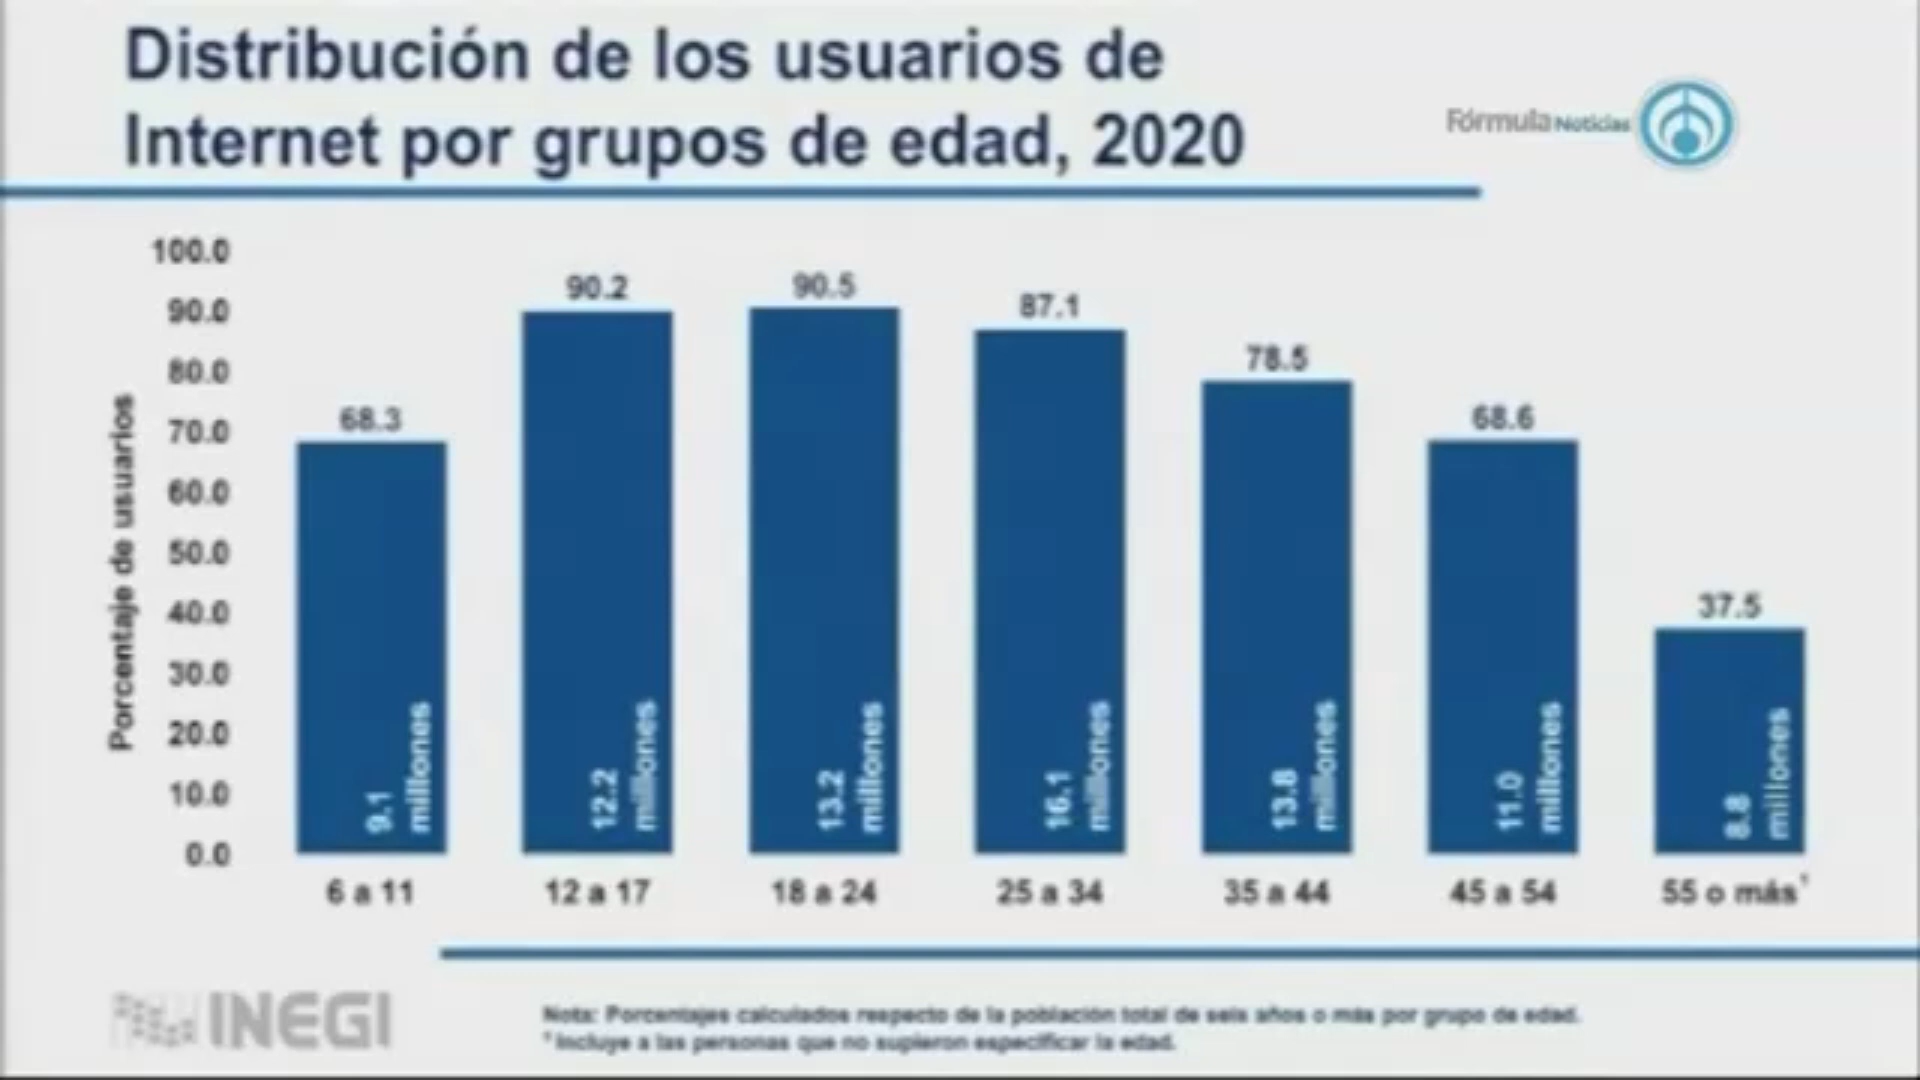 Distribución de los usuarios de
Internet por grupos de edad, 2020
Fórmula Noticias
Porcentaje de usuarios
100.0
90.0
80.0
70.0
60.0
50.0
40.0
30.0
20.0
10.0
0.0
68.3
90.2
90.5
87.1
78.5
68.6
37.5
9.1
millones
12.2
millones
13.2
millones
16.1
millones
13.8
millones
11.0
millones
8.8
millones
6 a 11
12 a 17
18 a 24
25 a 34
35 a 44
45 a 54
55 o más¹
INEGI
Nota: Porcentajes calculados respecto de la población total de seis años o más por grupo de edad.
¹ Incluye a las personas que no supieron especificar la edad.